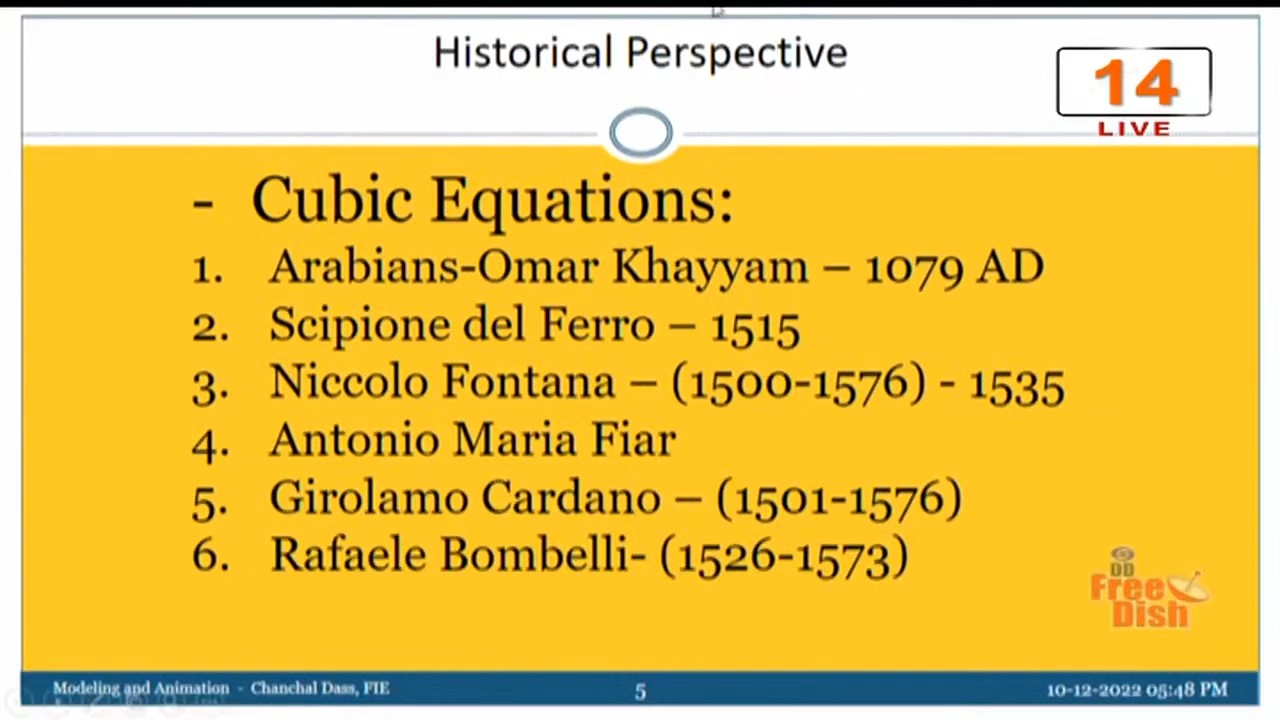 Historical Perspective
14
LIVE
- Cubic Equations:
1. Arabians-Omar Khayyam – 1079 AD
2. Scipione del Ferro – 1515
3. Niccolo Fontana – (1500-1576) - 1535
4. Antonio Maria Fiar
5. Girolamo Cardano – (1501-1576)
6. Rafaele Bombelli- (1526-1573)
DD
Free
Dish
Modeling and Animation - Chanchal Dass, FIE
5
10-12-2022 05:48 PM